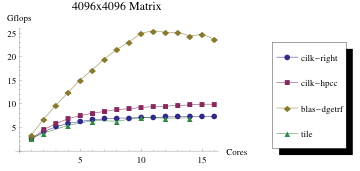 4096x4096 Matrix
Gflops
25
20
15
10
5
5 10 15 Cores
cilk-right
cilk-hpcc
blas-dgetrf
tile